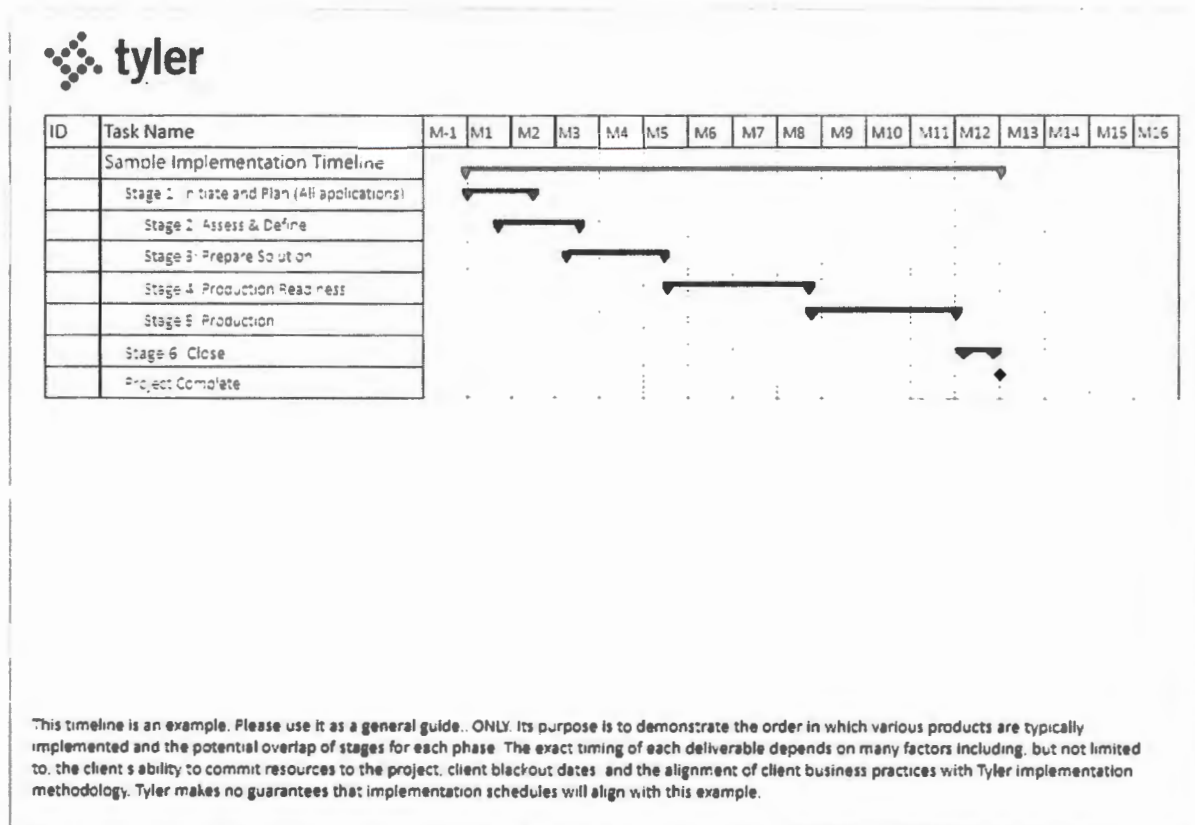 tyler
ID Task Name M-1 M1 M2 M3 M4 M5 M6 M7 M8 M9 M10 M11 M12 M13 M14 M15 M16
Sample Implementation Timeline
Stage 1: Initiate and Plan (All applications)
Stage 2: Assess & Define
Stage 3: Prepare Solution
Stage 4: Production Readiness
Stage 5: Production
Stage 6: Close
Project Complete
This timeline is an example. Please use it as a general guide.. ONLY. Its purpose is to demonstrate the order in which various products are typically
implemented and the potential overlap of stages for each phase. The exact timing of each deliverable depends on many factors including, but not limited
to, the client s ability to commit resources to the project, client blackout dates, and the alignment of client business practices with Tyler implementation
methodology. Tyler makes no guarantees that implementation schedules will align with this example.